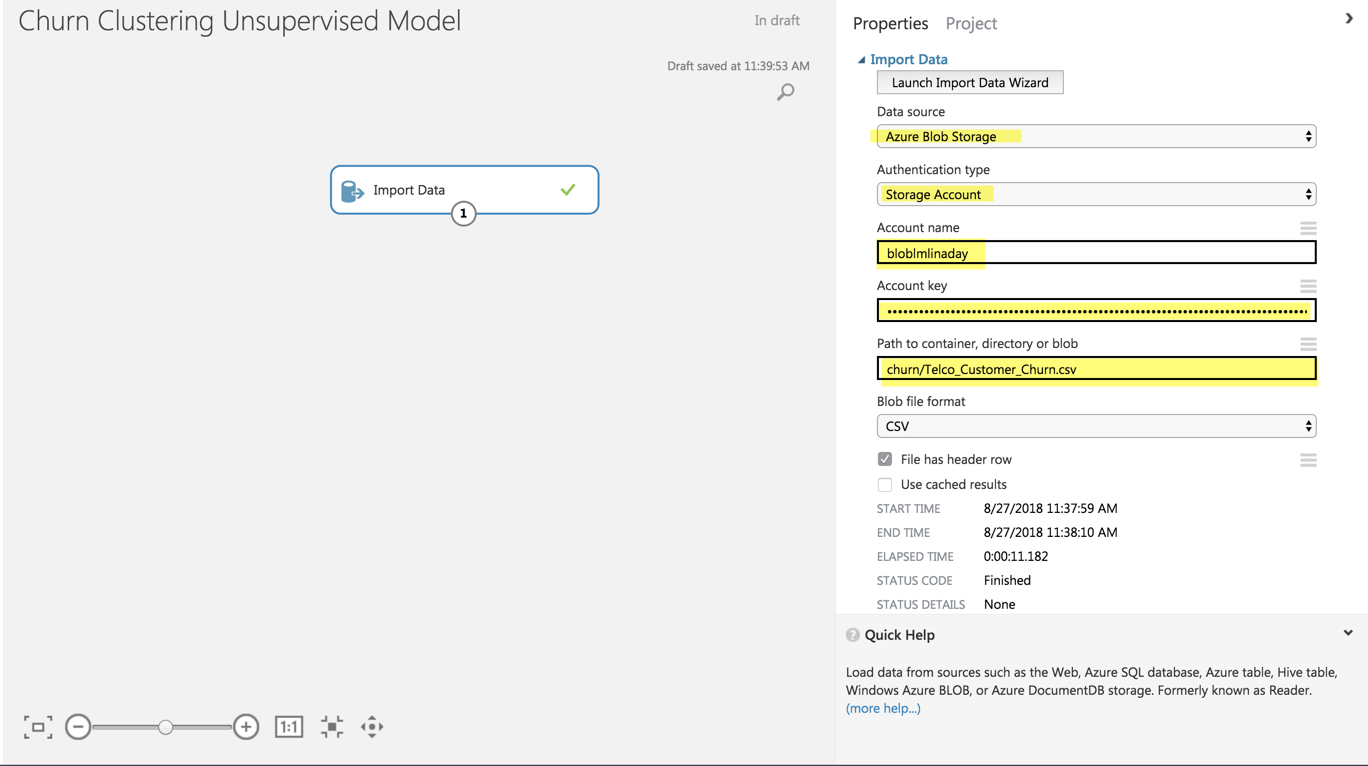 Churn Clustering Unsupervised Model
In draft
Draft saved at 11:39:53 AM
Import Data
1
1:1
Properties Project
Import Data
Launch Import Data Wizard
Data source
Azure Blob Storage
Authentication type
Storage Account
Account name
bloblmlinaday
Account key
Path to container, directory or blob
churn/Telco_Customer_Churn.csv
Blob file format
CSV
File has header row
Use cached results
START TIME 8/27/2018 11:37:59 AM
END TIME 8/27/2018 11:38:10 AM
ELAPSED TIME 0:00:11.182
STATUS CODE Finished
STATUS DETAILS None
? Quick Help
Load data from sources such as the Web, Azure SQL database, Azure table, Hive table,
Windows Azure BLOB, or Azure DocumentDB storage. Formerly known as Reader.
(more help...)